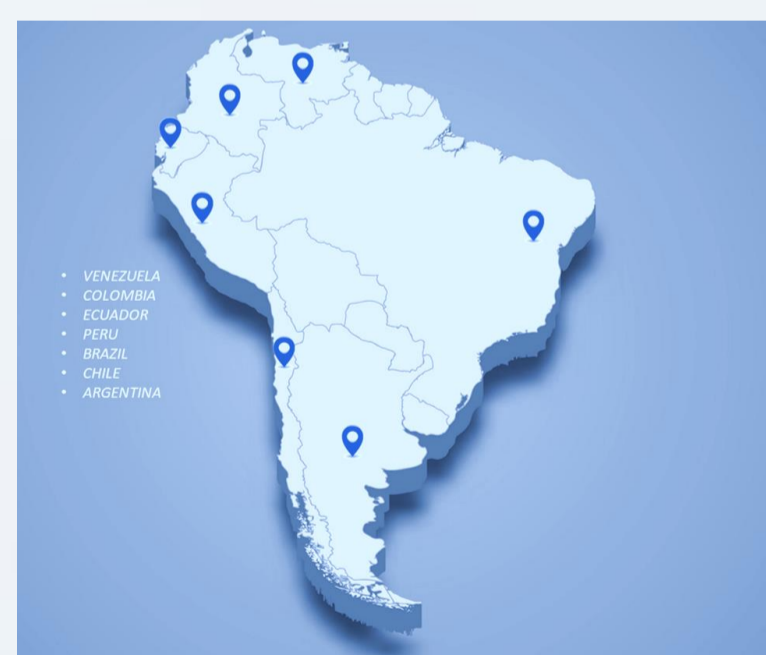 • VENEZUELA
• COLOMBIA
• ECUADOR
• PERU
• BRAZIL
• CHILE
• ARGENTINA